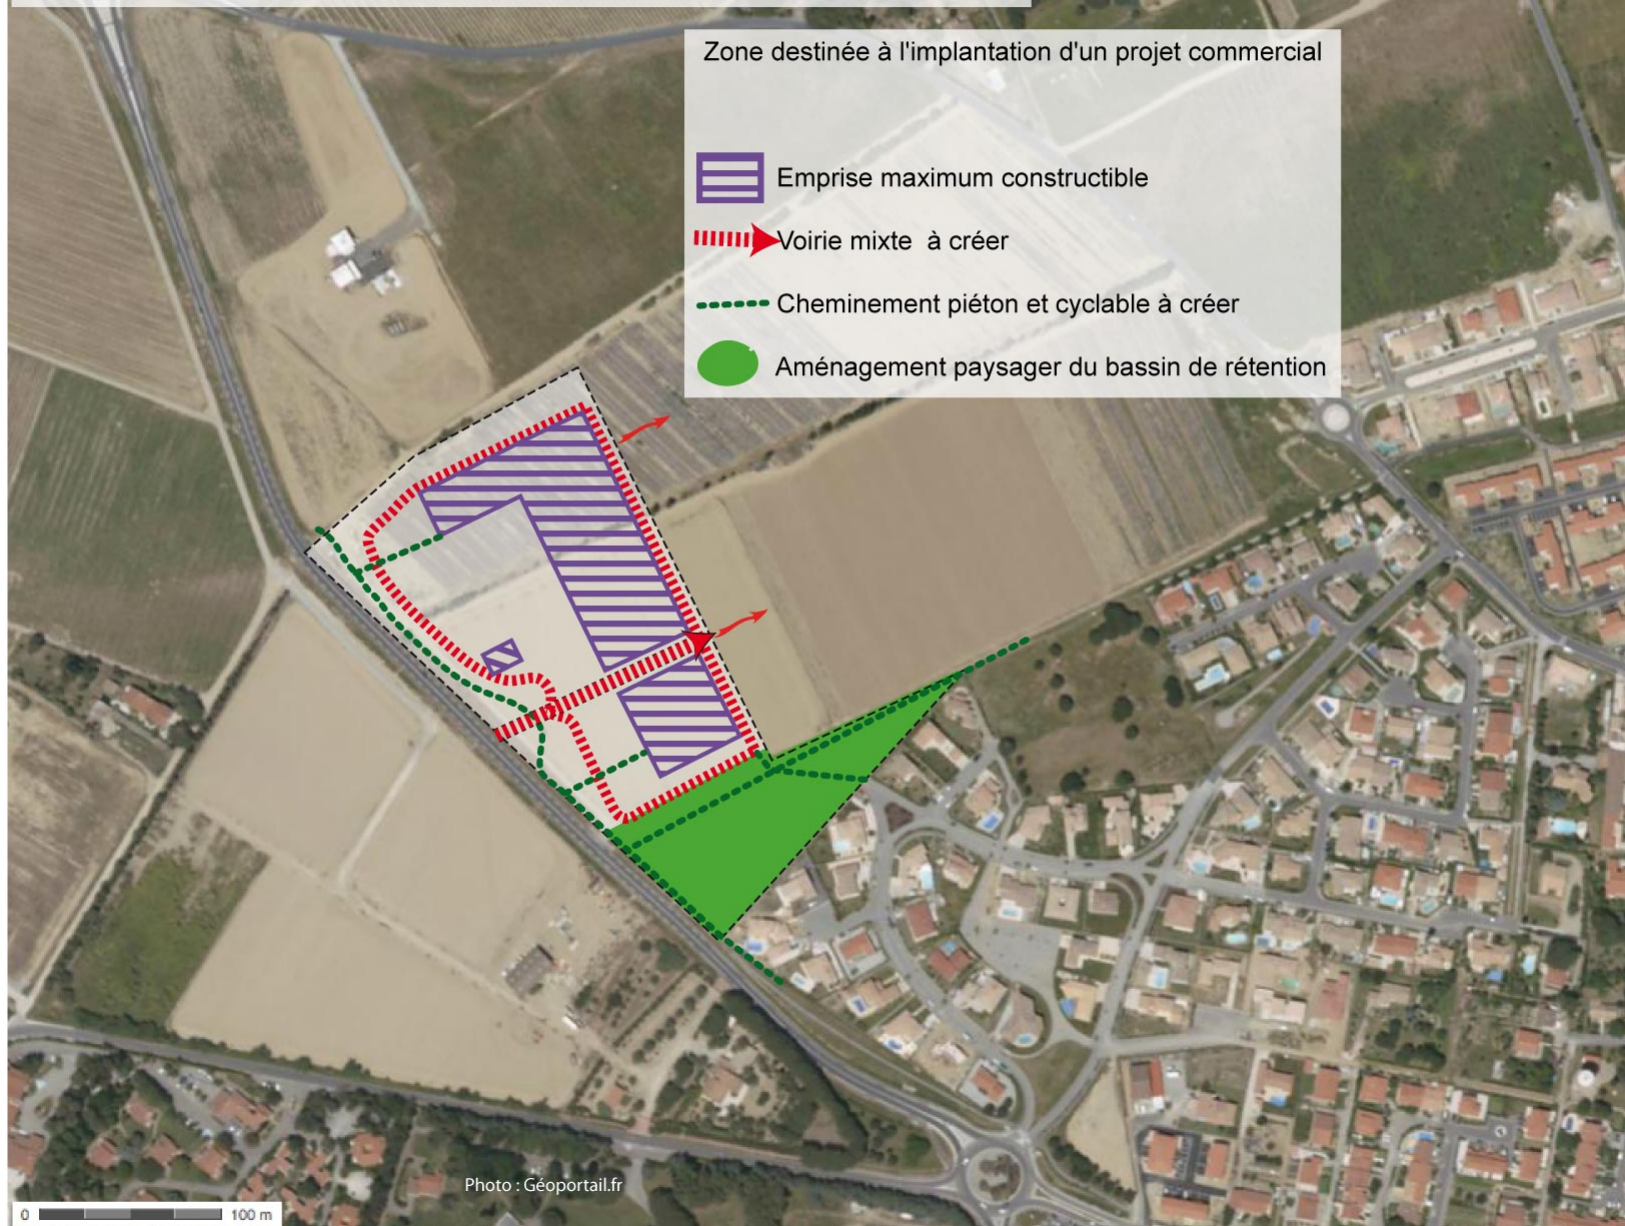 Zone destinée à l'implantation d'un projet commercial
Emprise maximum constructible
Voirie mixte à créer
Cheminement piéton et cyclable à créer
Aménagement paysager du bassin de rétention
Photo : Géoportail.fr
0 100 m